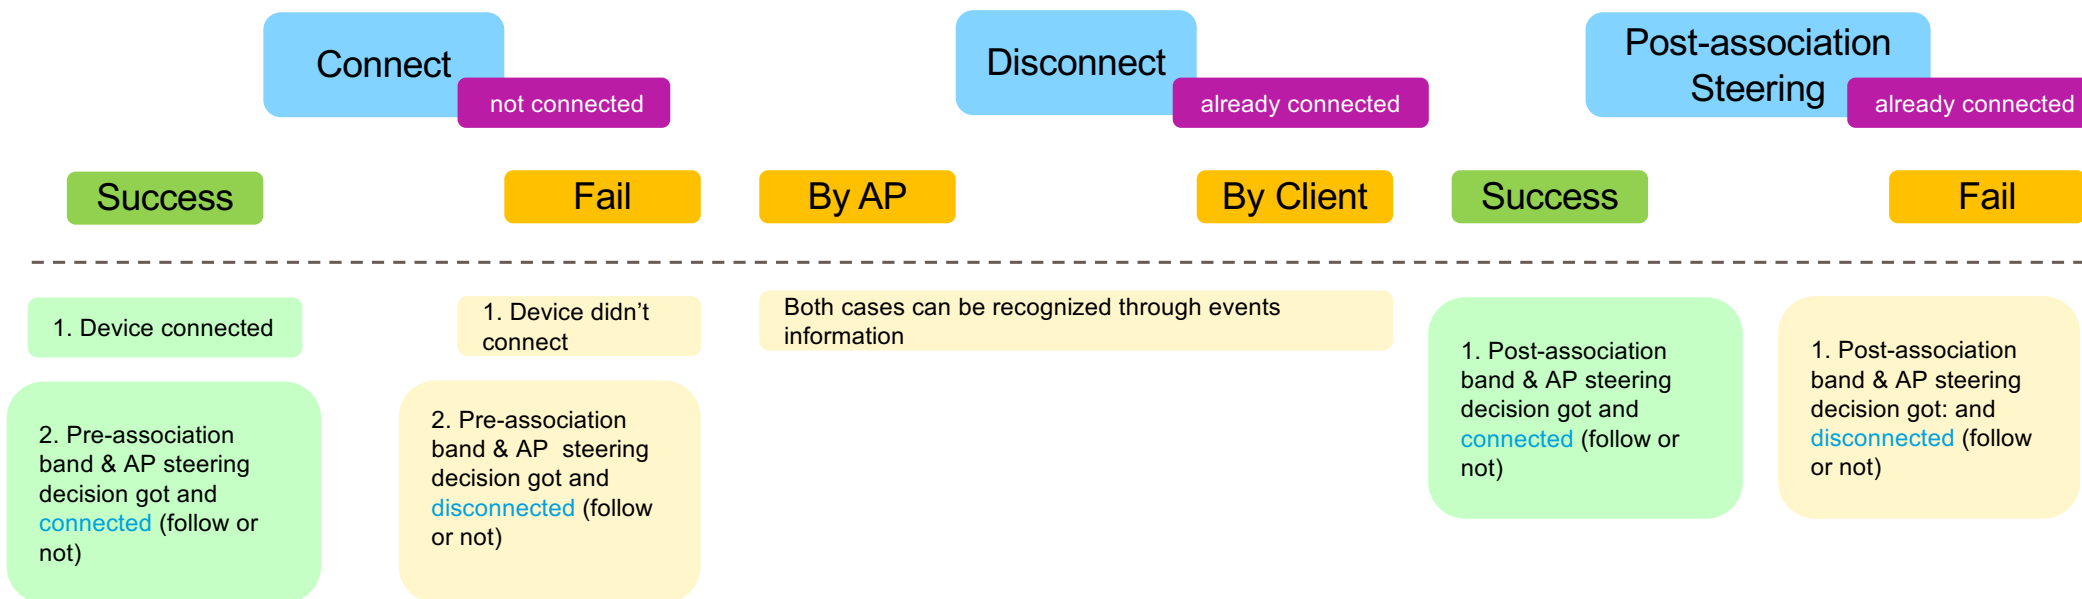 Connect
not connected
Disconnect
already connected
Post-association
Steering
already connected
Success
Fail
By AP
By Client
Success
Fail
1. Device connected
1. Device didn’t
connect
Both cases can be recognized through events
information
2. Pre-association
band & AP steering
decision got and
connected (follow or
not)
2. Pre-association
band & AP  steering
decision got and
disconnected (follow
or not)
1. Post-association
band & AP steering
decision got and
connected (follow or
not)
1. Post-association
band & AP steering
decision got: and
disconnected (follow
or not)